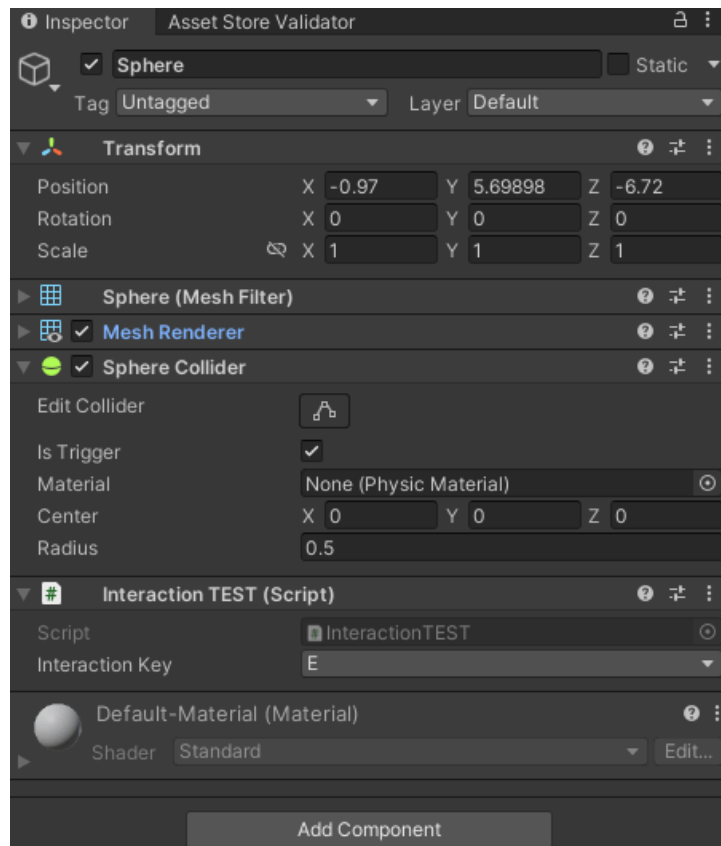 Inspector Asset Store Validator
Sphere Static
Tag Untagged Layer Default
Transform
Position X -0.97 Y 5.69898 Z -6.72
Rotation X 0 Y 0 Z 0
Scale X 1 Y 1 Z 1
Sphere (Mesh Filter)
Mesh Renderer
Sphere Collider
Edit Collider
Is Trigger
Material None (Physic Material)
Center X 0 Y 0 Z 0
Radius 0.5
# Interaction TEST (Script)
Script InteractionTEST
Interaction Key E
Default-Material (Material)
Shader Standard Edit...
Add Component